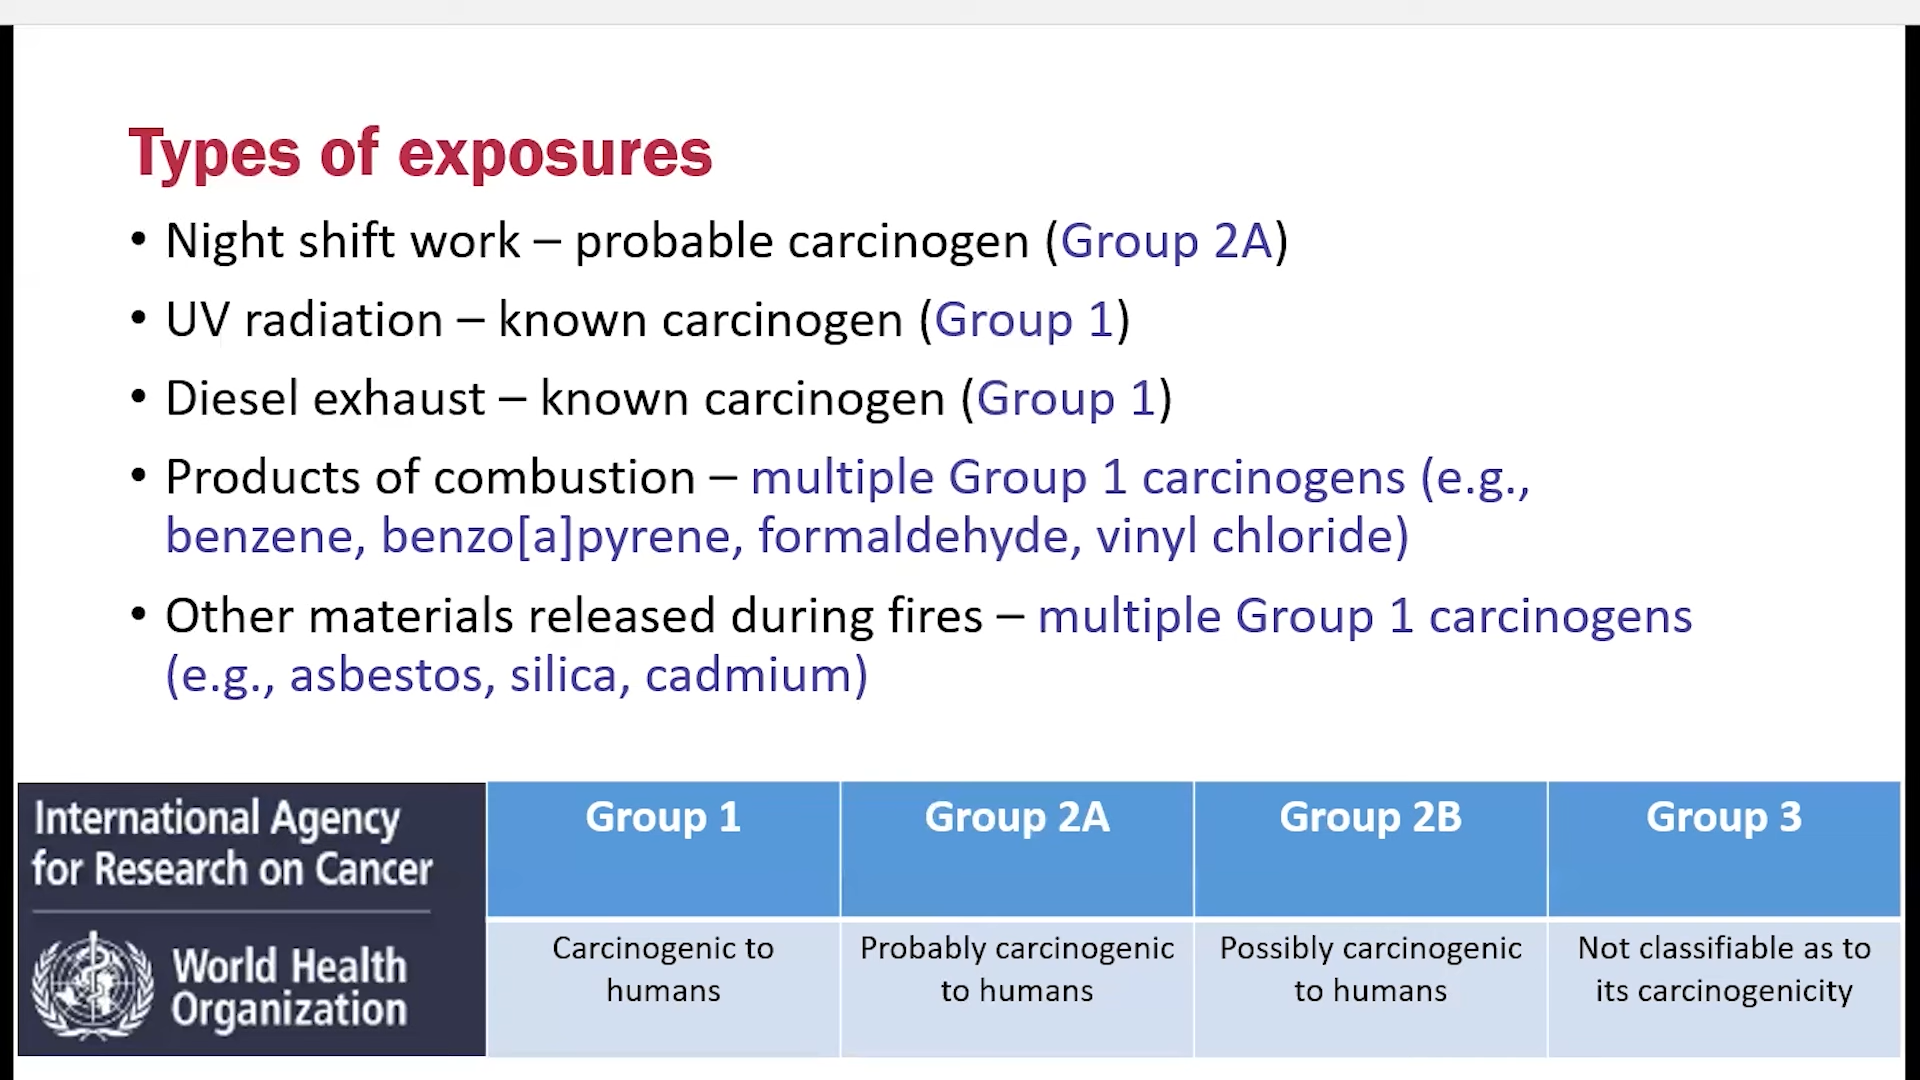 Types of exposures
• Night shift work – probable carcinogen (Group 2A)
• UV radiation – known carcinogen (Group 1)
• Diesel exhaust – known carcinogen (Group 1)
• Products of combustion – multiple Group 1 carcinogens (e.g.,
benzene, benzo[a]pyrene, formaldehyde, vinyl chloride)
• Other materials released during fires – multiple Group 1 carcinogens
(e.g., asbestos, silica, cadmium)
International Agency
for Research on Cancer
World Health
Organization
Group 1
Group 2A
Group 2B
Group 3
Carcinogenic to
humans
Probably carcinogenic
to humans
Possibly carcinogenic
to humans
Not classifiable as to
its carcinogenicity